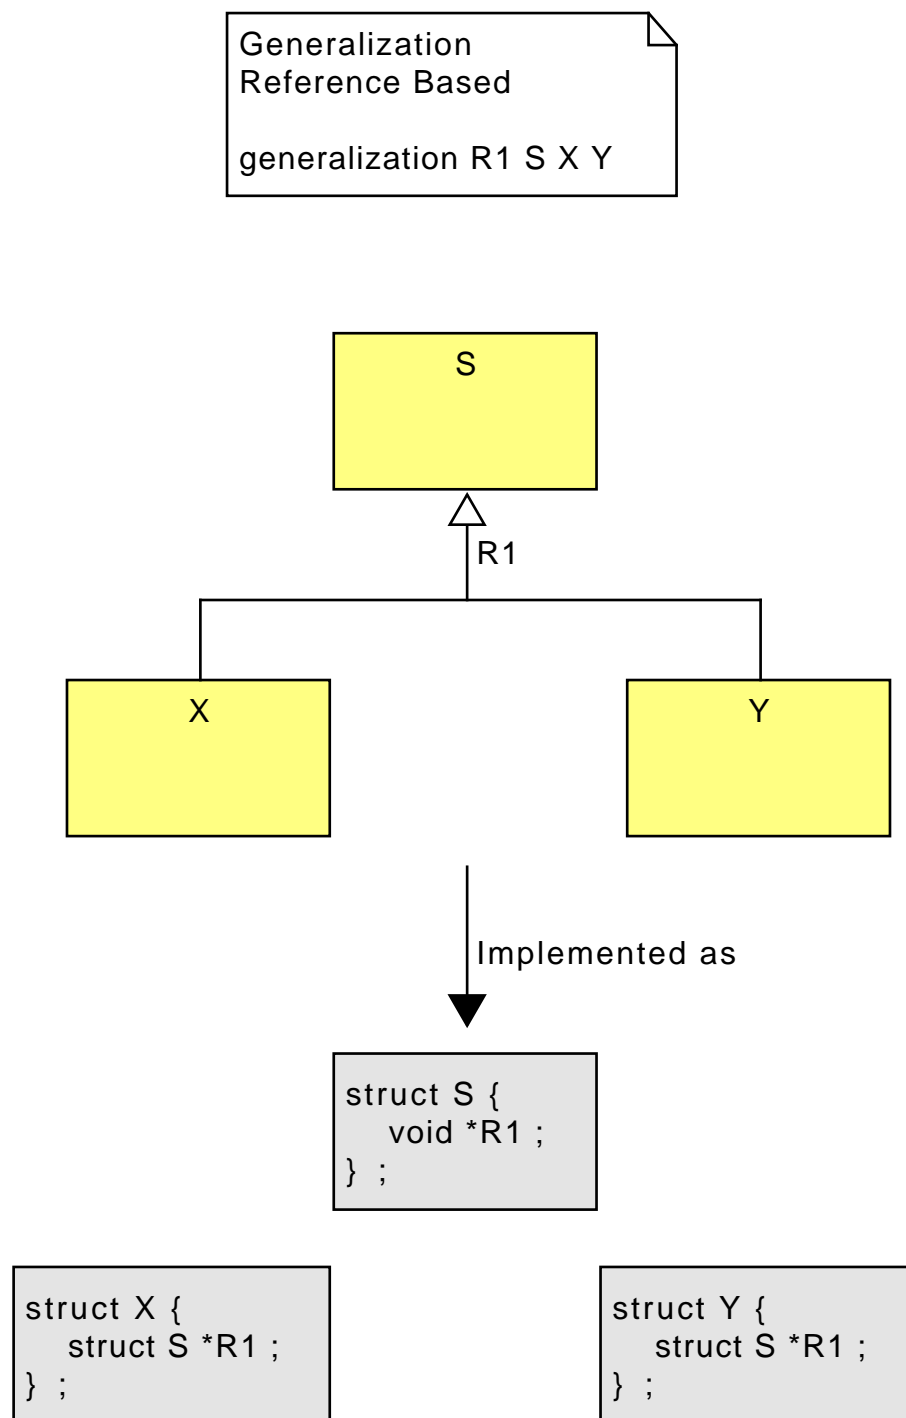 Generalization
Reference Based
generalization R1 S X Y
S
R1
X
Y
Implemented as
struct S {
void *R1 ;
} ;
struct X {
struct S *R1 ;
} ;
struct Y {
struct S *R1 ;
} ;